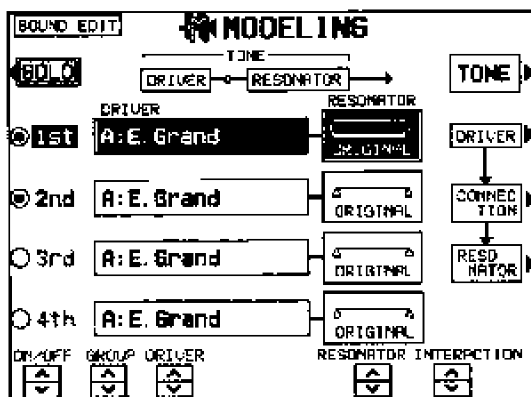 SOUND EDIT
MODELING
SOLO
TONE
DRIVER
RESONATOR
TONE
DRIVER
RESONATOR
1st
A:E. Grand
ORIGINAL
DRIVER
2nd
A:E. Grand
ORIGINAL
CONNEC
TION
3rd
A:E. Grand
ORIGINAL
RESO
NATOR
4th
A:E. Grand
ORIGINAL
ON/OFF GROUP DRIVER RESONATOR INTERACTION